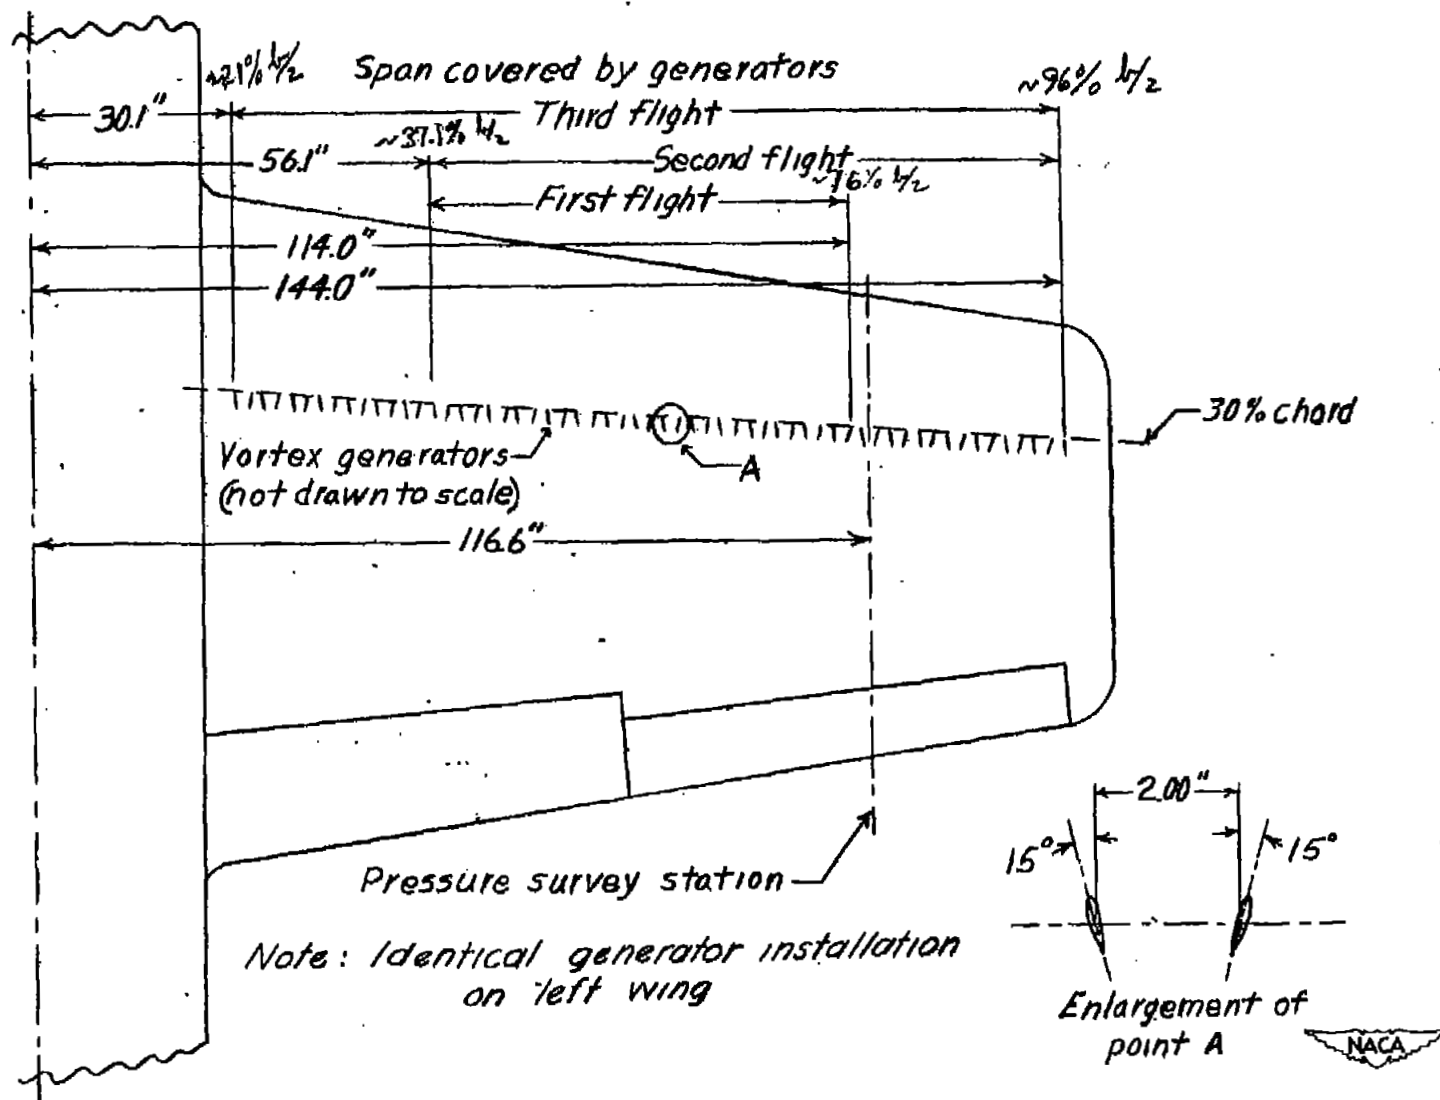 ~21% b/2 Span covered by generators ~96% b/2
30.1" Third flight
~37.1% b/2
56.1" Second flight
~76% b/2
First flight
114.0"
144.0"
30% chord
Vortex generators
(not drawn to scale)
A
116.6"
2.00"
15° 15°
Pressure survey station
Note: Identical generator installation
on left wing
Enlargement of
point A
NACA